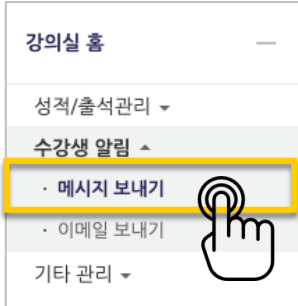 강의실 홈
성적/출석관리
수강생 알림
· 메시지 보내기
· 이메일 보내기
기타 관리